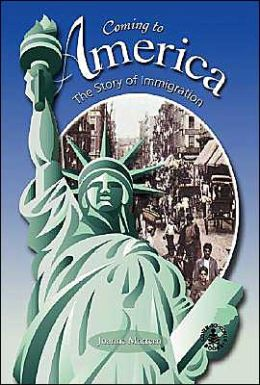 Coming to
America
The Story of Immigration
Joanne Mattern